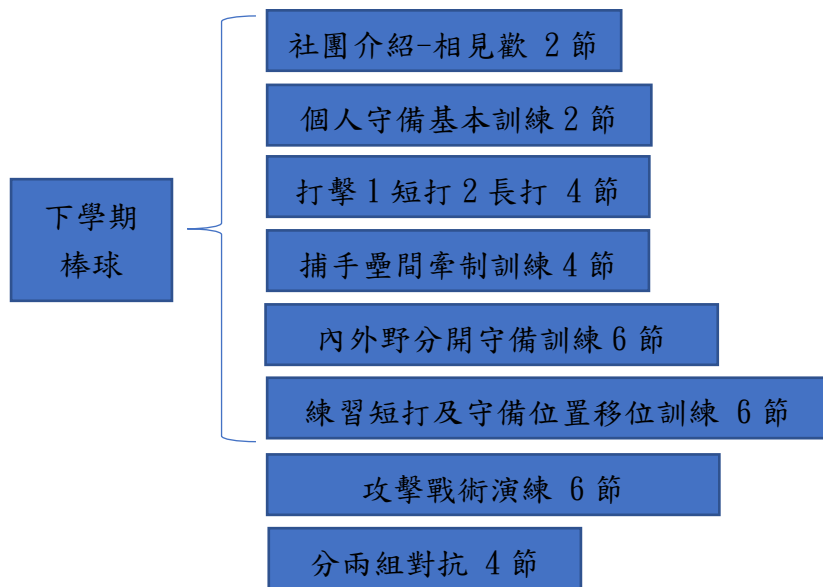 下學期
棒球
社團介紹-相見歡 2 節
個人守備基本訓練 2 節
打擊 1 短打 2 長打 4 節
捕手壘間牽制訓練 4 節
內外野分開守備訓練 6 節
練習短打及守備位置移位訓練 6 節
攻擊戰術演練 6 節
分兩組對抗 4 節